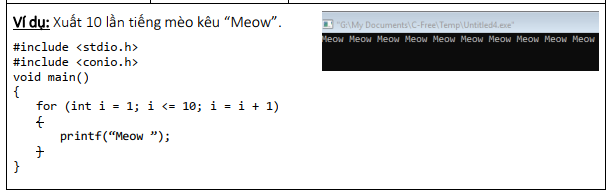 Ví dụ: Xuất 10 lần tiếng mèo kêu “Meow”.
#include <stdio.h>
#include <conio.h>
void main()
{
for (int i = 1; i <= 10; i = i + 1)
{
printf(“Meow ”);
}
}
"G:\My Documents\C-Free\Temp\Untitled4.exe"
Meow Meow Meow Meow Meow Meow Meow Meow Meow Meow